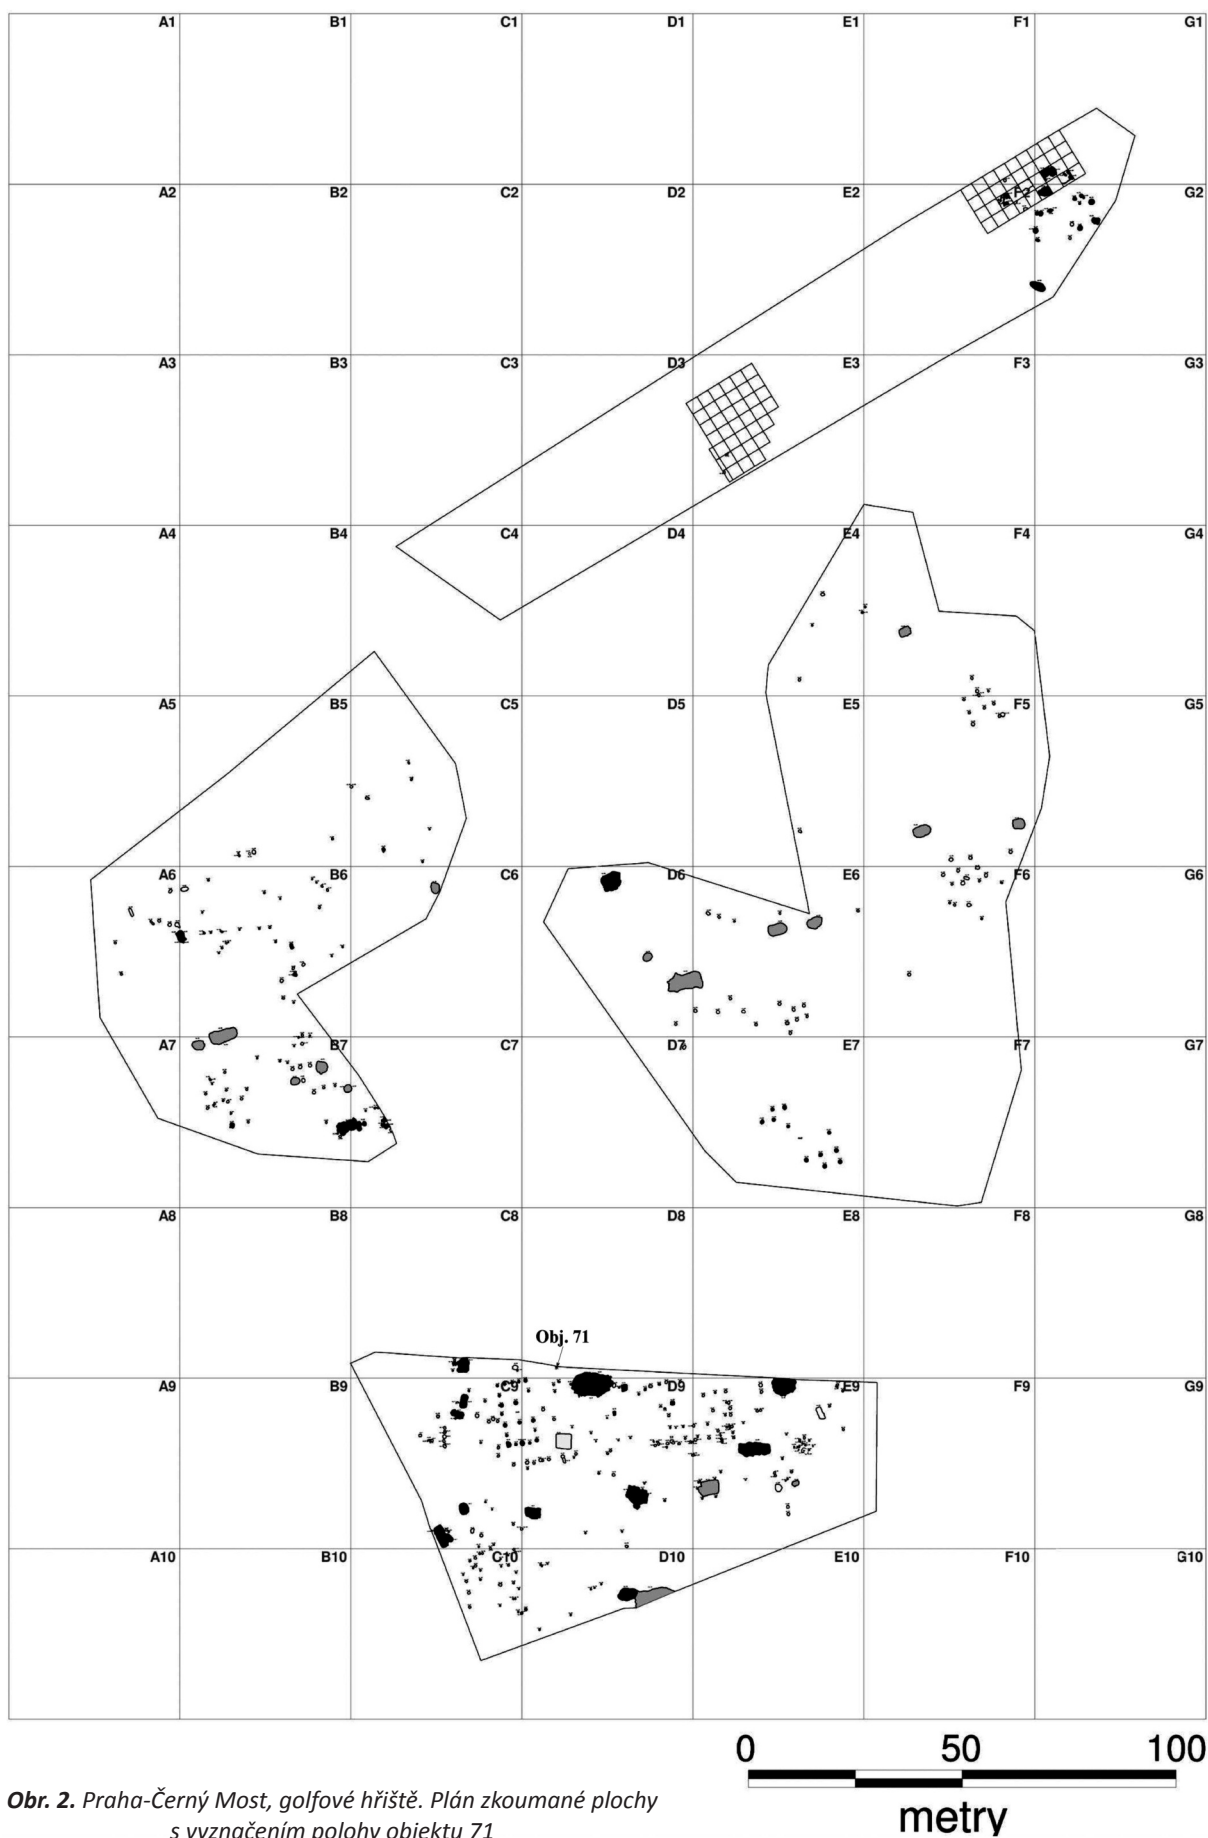 A1 B1 C1 D1 E1 F1 G1
A2 B2 C2 D2 E2 F2 G2
A3 B3 C3 D3 E3 F3 G3
A4 B4 C4 D4 E4 F4 G4
A5 B5 C5 D5 E5 F5 G5
A6 B6 C6 D6 E6 F6 G6
A7 B7 C7 D7 E7 F7 G7
A8 B8 C8 D8 E8 F8 G8
Obj. 71
A9 B9 C9 D9 E9 F9 G9
A10 B10 C10 D10 E10 F10 G10
0 50 100
metry
Obr. 2. Praha-Černý Most, golfové hřiště. Plán zkoumané plochy
s vyznačením polohy objektu 71